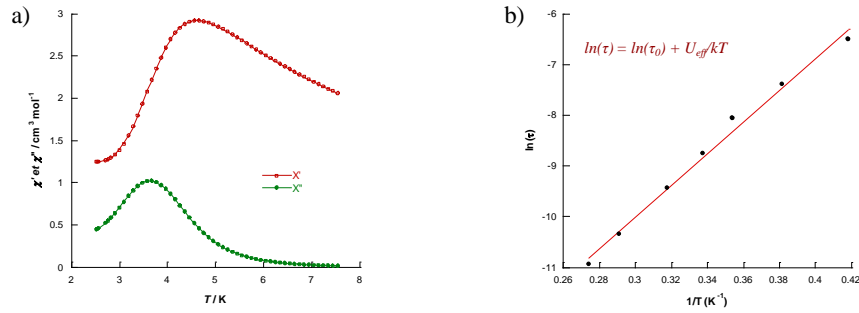 a)
3
2.5
2
1.5
1
0.5
0
χ' et χ'' / cm³ mol⁻¹
X'
X''
2 3 4 5 6 7 8
T / K
b)
-6
-7
-8
-9
-10
-11
ln(τ) = ln(τ₀) + U_eff/kT
ln (τ)
0.26 0.28 0.3 0.32 0.34 0.36 0.38 0.4 0.42
1/T (K⁻¹)